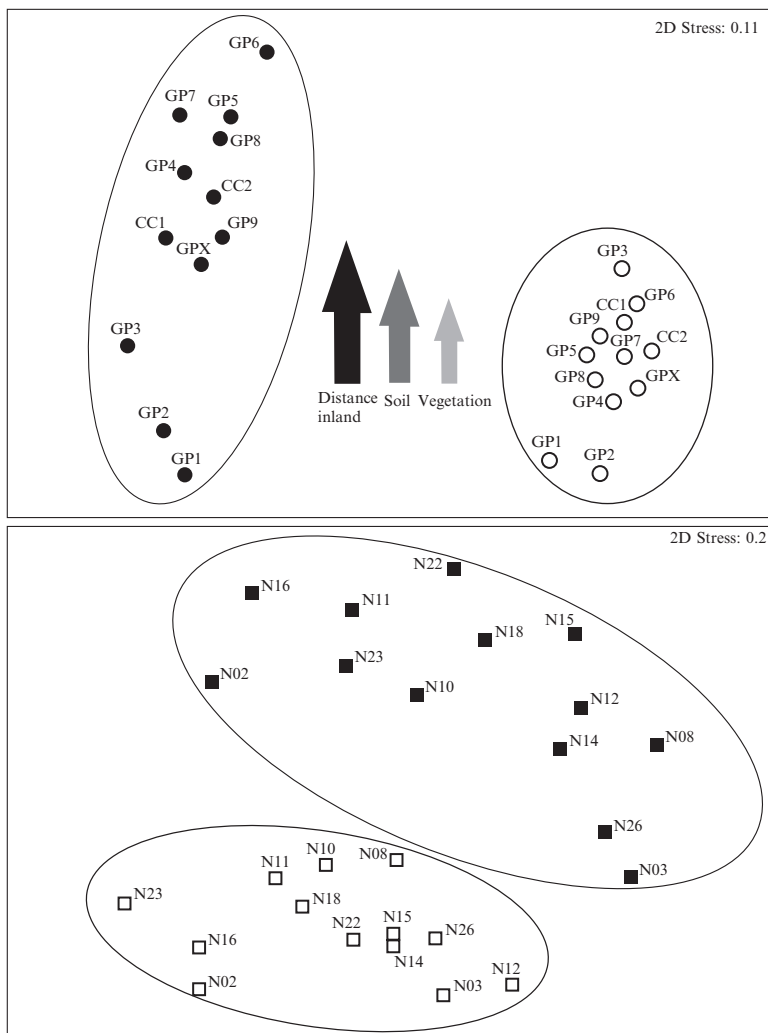 2D Stress: 0.11
GP6
GP7
GP5
GP8
GP4
CC2
CC1
GP9
GPX
GP3
GP2
GP1
Distance
inland
Soil
Vegetation
GP3
GP6
CC1
GP9
GP7
CC2
GP5
GP8
GPX
GP4
GP1
GP2
2D Stress: 0.2
N22
N16
N11
N18
N15
N23
N02
N10
N12
N14
N08
N26
N03
N10
N08
N11
N23
N18
N22
N15
N26
N16
N14
N02
N03
N12